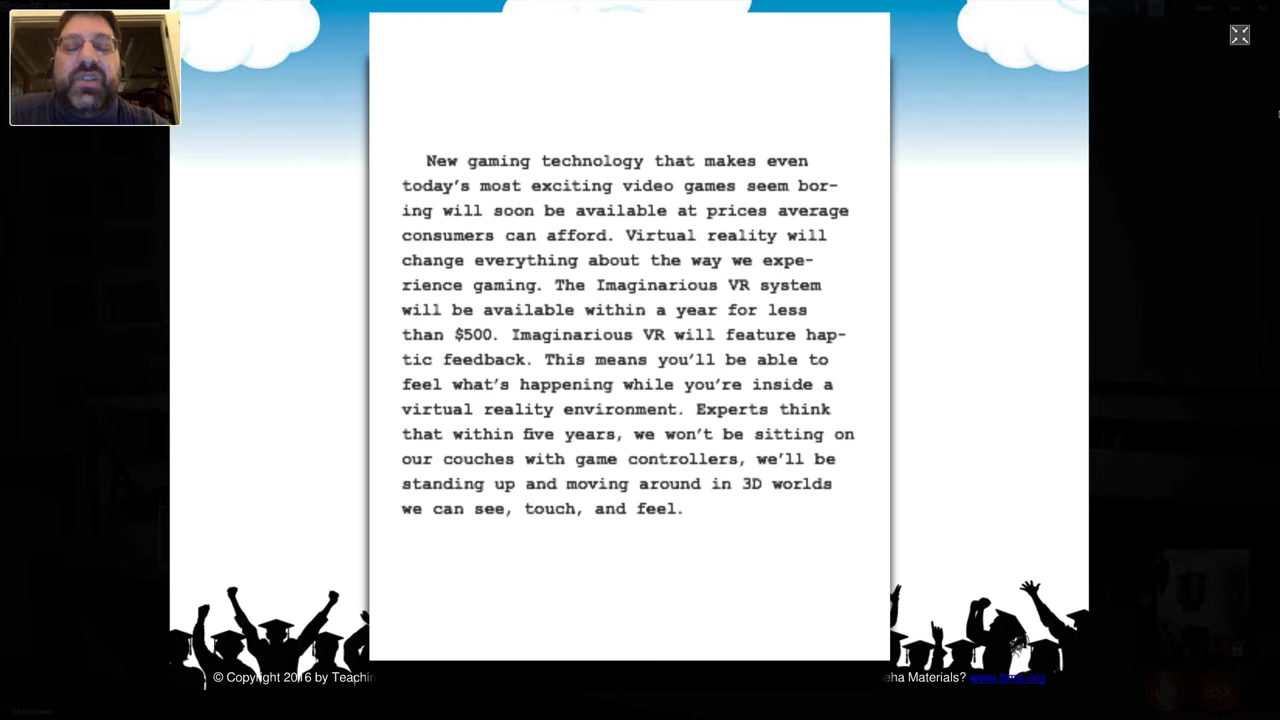 New gaming technology that makes even
today's most exciting video games seem bor-
ing will soon be available at prices average
consumers can afford. Virtual reality will
change everything about the way we expe-
rience gaming. The Imaginarious VR system
will be available within a year for less
than $500. Imaginarious VR will feature hap-
tic feedback. This means you'll be able to
feel what's happening while you're inside a
virtual reality environment. Experts think
that within five years, we won't be sitting on
our couches with game controllers, we'll be
standing up and moving around in 3D worlds
we can see, touch, and feel.
© Copyright 2016 by Teachin
eha Materials?